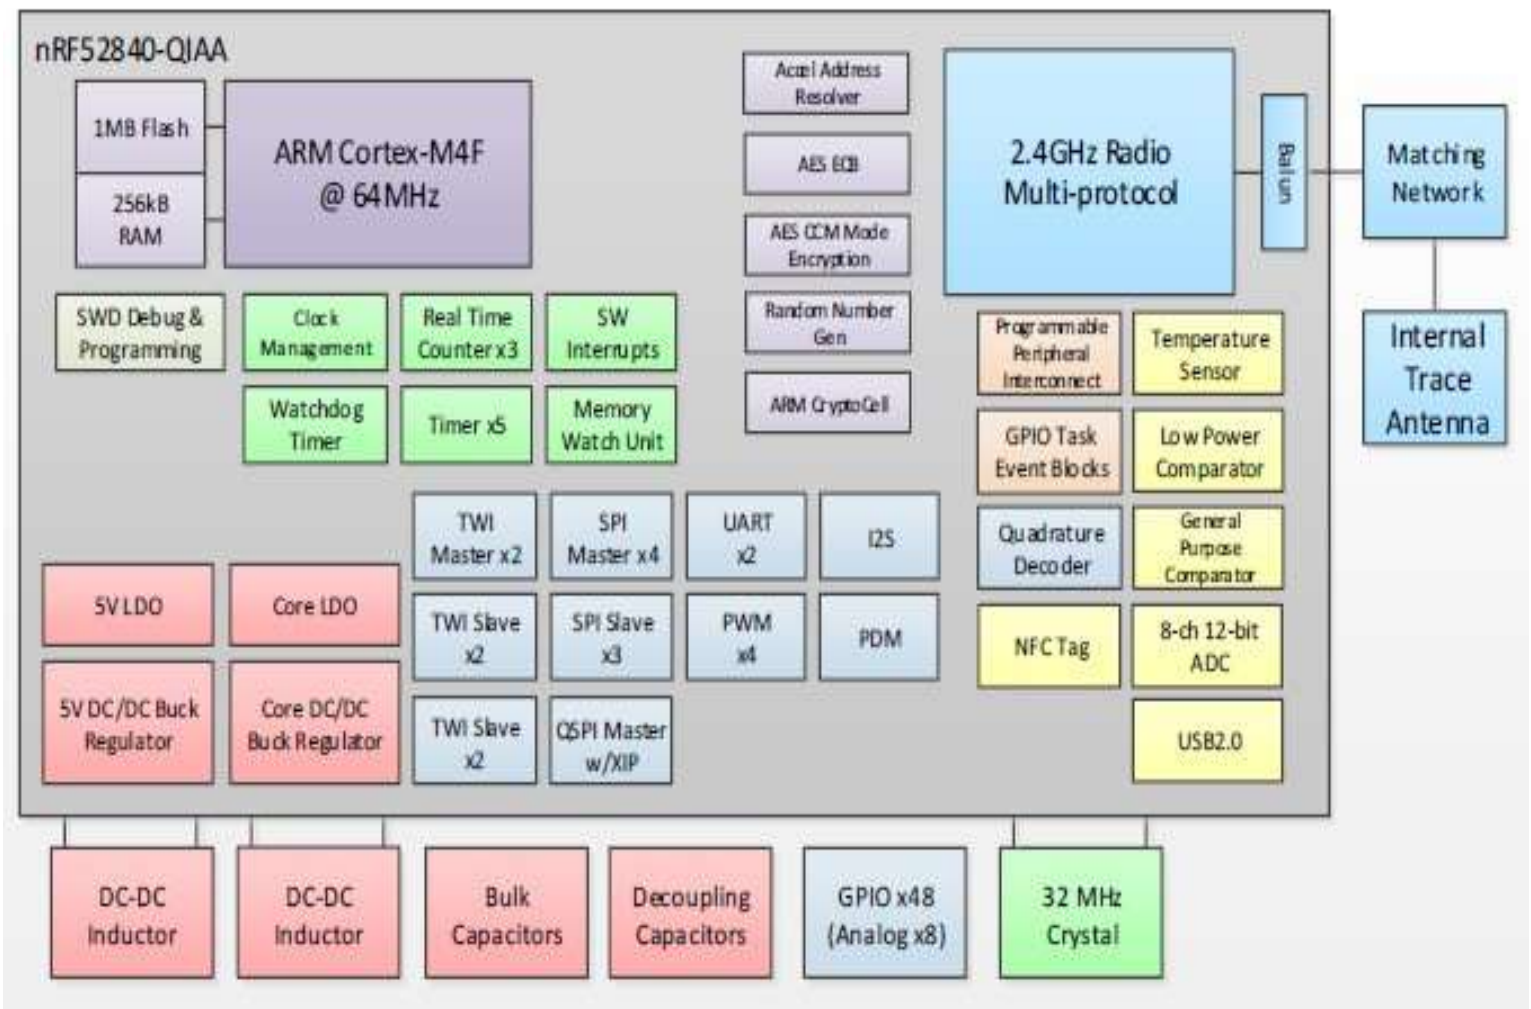 nRF52840-QIAA
1MB Flash
256kB
RAM
ARM Cortex-M4F
@ 64MHz
Accel Address
Resolver
AES ECB
AES CCM Mode
Encryption
Random Number
Gen
ARM CryptoCell
2.4GHz Radio
Multi-protocol
Balun
Matching
Network
Internal
Trace
Antenna
SWD Debug &
Programming
Clock
Management
Real Time
Counter x3
SW
Interrupts
Watchdog
Timer
Timer x5
Memory
Watch Unit
Programmable
Peripheral
Interconnect
Temperature
Sensor
GPIO Task
Event Blocks
Low Power
Comparator
Quadrature
Decoder
General
Purpose
Comparator
NFC Tag
8-ch 12-bit
ADC
USB2.0
TWI
Master x2
SPI
Master x4
UART
x2
I2S
TWI Slave
x2
SPI Slave
x3
PWM
x4
PDM
TWI Slave
x2
QSPI Master
w/XIP
5V LDO
Core LDO
5V DC/DC Buck
Regulator
Core DC/DC
Buck Regulator
DC-DC
Inductor
DC-DC
Inductor
Bulk
Capacitors
Decoupling
Capacitors
GPIO x48
(Analog x8)
32 MHz
Crystal